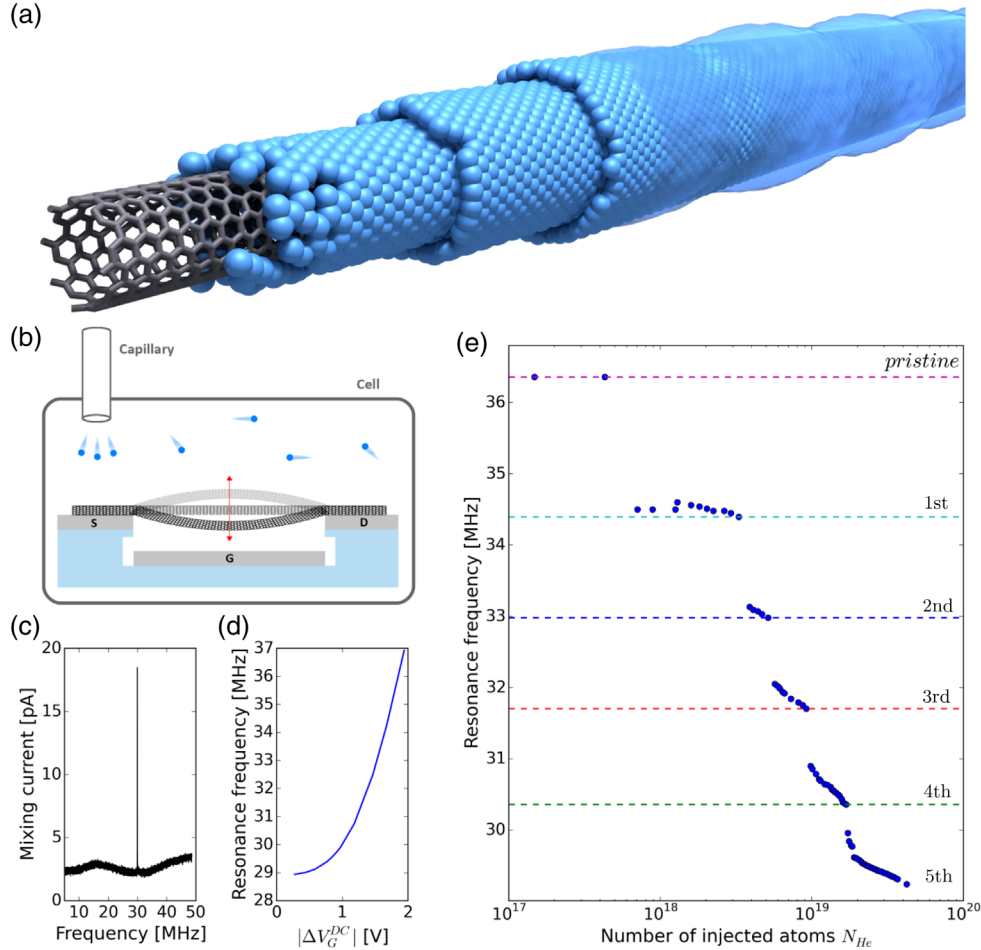 (a)
(b)
Capillary
Cell
S
D
G
(c)
20
15
10
5
0
Mixing current [pA]
10 20 30 40 50
Frequency [MHz]
(d)
37
36
35
34
33
32
31
30
29
28
Resonance frequency [MHz]
0 1 2
|ΔV_G^{DC}| [V]
(e)
pristine
1st
2nd
3rd
4th
5th
36
35
34
33
32
31
30
Resonance frequency [MHz]
10^{17} 10^{18} 10^{19} 10^{20}
Number of injected atoms N_{He}